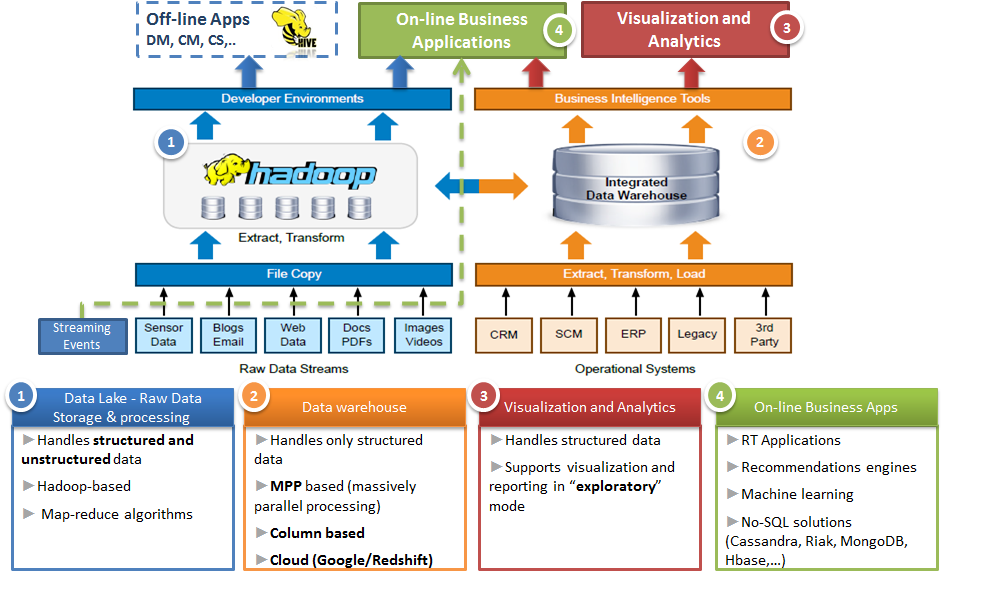 Off-line Apps
DM, CM, CS,..
HIVE
On-line Business
Applications
4
Visualization and
Analytics
3
Developer Environments
Business Intelligence Tools
1
2
hadoop
Integrated
Data Warehouse
Extract, Transform
File Copy
Extract, Transform, Load
Streaming
Events
Sensor
Data
Blogs
Email
Web
Data
Docs
PDFs
Images
Videos
CRM
SCM
ERP
Legacy
3rd
Party
Raw Data Streams
Operational Systems
1
Data Lake - Raw Data
Storage & processing
Handles structured and
unstructured data
Hadoop-based
Map-reduce algorithms
2
Data warehouse
Handles only structured
data
MPP based (massively
parallel processing)
Column based
Cloud (Google/Redshift)
3
Visualization and Analytics
Handles structured data
Supports visualization and
reporting in “exploratory”
mode
4
On-line Business Apps
RT Applications
Recommendations engines
Machine learning
No-SQL solutions
(Cassandra, Riak, MongoDB,
Hbase,...)